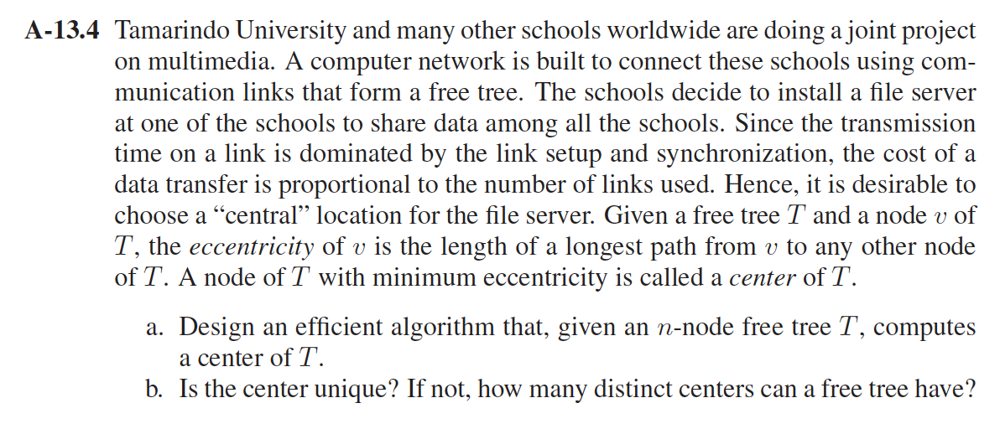 A-13.4 Tamarindo University and many other schools worldwide are doing a joint project
on multimedia. A computer network is built to connect these schools using com-
munication links that form a free tree. The schools decide to install a file server
at one of the schools to share data among all the schools. Since the transmission
time on a link is dominated by the link setup and synchronization, the cost of a
data transfer is proportional to the number of links used. Hence, it is desirable to
choose a “central” location for the file server. Given a free tree T and a node v of
T, the eccentricity of v is the length of a longest path from v to any other node
of T. A node of T with minimum eccentricity is called a center of T.
a. Design an efficient algorithm that, given an n-node free tree T, computes
a center of T.
b. Is the center unique? If not, how many distinct centers can a free tree have?